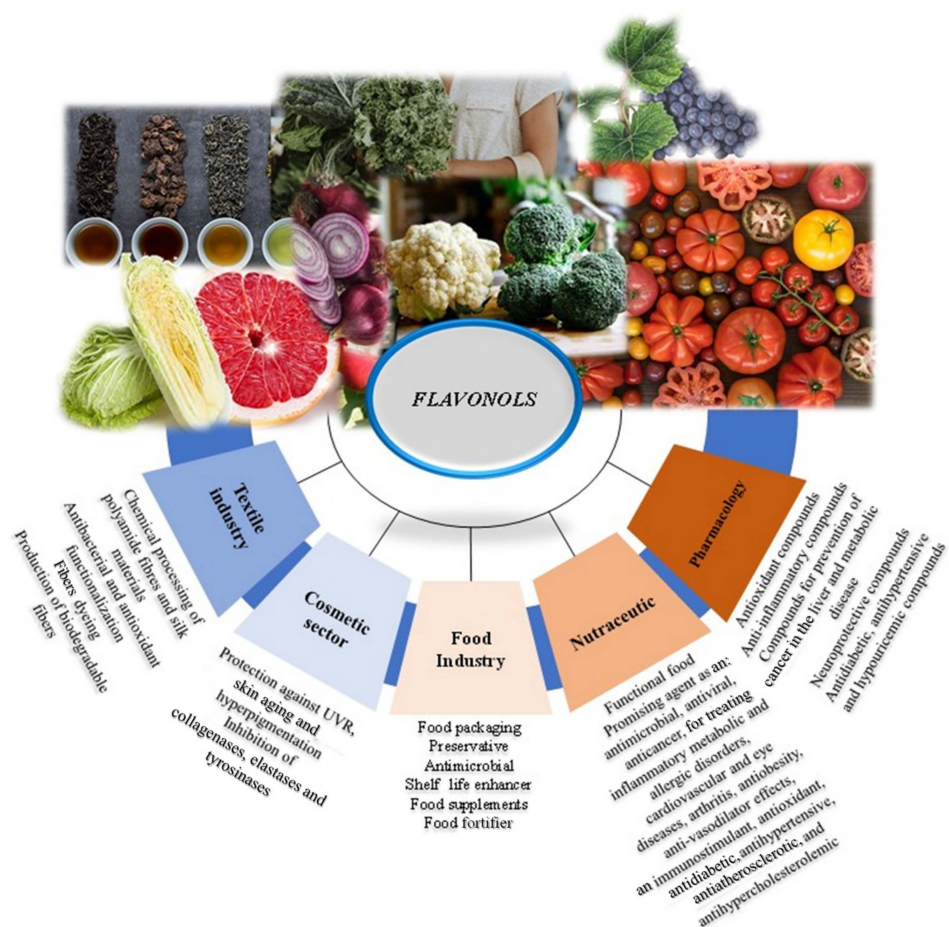 FLAVONOLS
Textile
industry
Chemical processing of
polyamide fibres and silk
materials
Antibacterial and antioxidant
functionalization
Fibers dyeing
Production of biodegradable
fibers
Cosmetic
sector
Protection against UVR,
skin aging and
hyperpigmentation
Inhibition of
collagenases, elastases and
tyrosinases
Food
Industry
Food packaging
Preservative
Antimicrobial
Shelf life enhancer
Food supplements
Food fortifier
Nutraceutic
Functional food
Promising agent as an:
antimicrobial, antiviral,
anticancer, for treating
inflammatory metabolic and
allergic disorders,
cardiovascular and eye
diseases, arthritis, antiobesity,
anti-vasodilator effects,
an immunostimulant, antioxidant,
antidiabetic, antihypertensive,
antiatherosclerotic, and
antihypercholesterolemic
Pharmacology
Antioxidant compounds
Anti-inflammatory compounds
Compounds for prevention of
cancer in the liver and metabolic
disease
Neuroprotective compounds
Antidiabetic, antihypertensive
and hypouricemic compounds